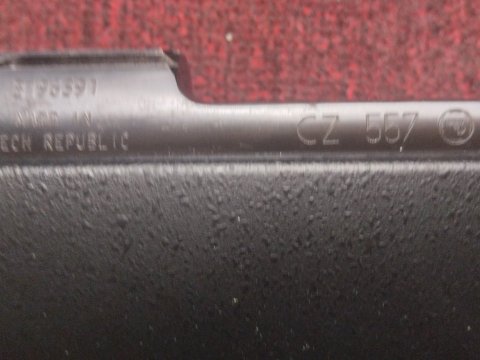 MADE IN
ECH REPUBLIC
CZ 557